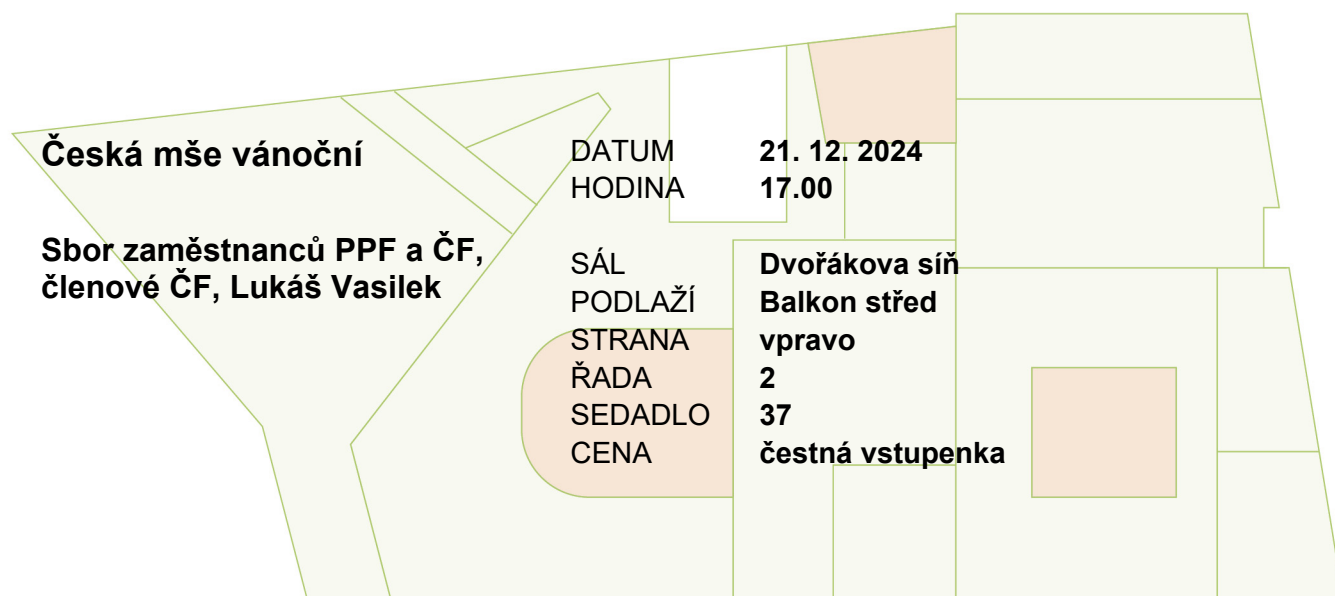 Česká mše vánoční
Sbor zaměstnanců PPF a ČF,
členové ČF, Lukáš Vasilek
DATUM 21. 12. 2024
HODINA 17.00
SÁL Dvořákova síň
PODLAŽÍ Balkon střed
STRANA vpravo
ŘADA 2
SEDADLO 37
CENA čestná vstupenka